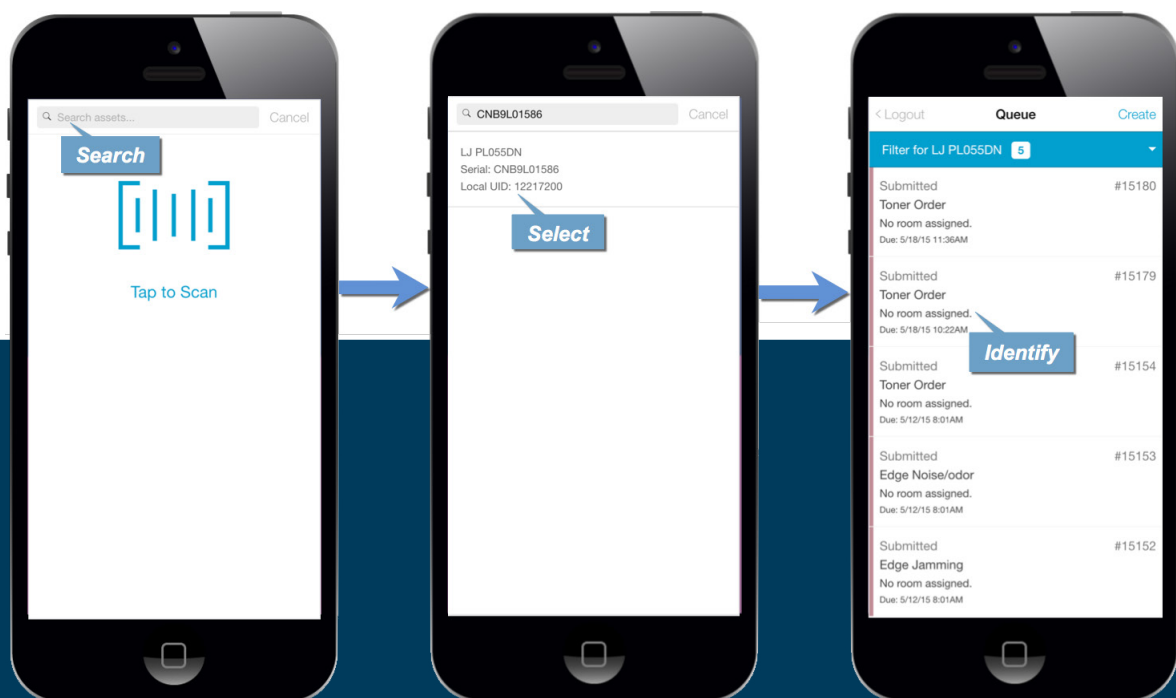 Search assets...
Cancel
Search
Tap to Scan
CNB9L01586
Cancel
LJ PL055DN
Serial: CNB9L01586
Local UID: 12217200
Select
< Logout
Queue
Create
Filter for LJ PL055DN 5
Submitted #15180
Toner Order
No room assigned.
Due: 5/18/15 11:36AM
Submitted #15179
Toner Order
No room assigned.
Due: 5/18/15 10:22AM
Identify
Submitted #15154
Toner Order
No room assigned.
Due: 5/12/15 8:01AM
Submitted #15153
Edge Noise/odor
No room assigned.
Due: 5/12/15 8:01AM
Submitted #15152
Edge Jamming
No room assigned.
Due: 5/12/15 8:01AM